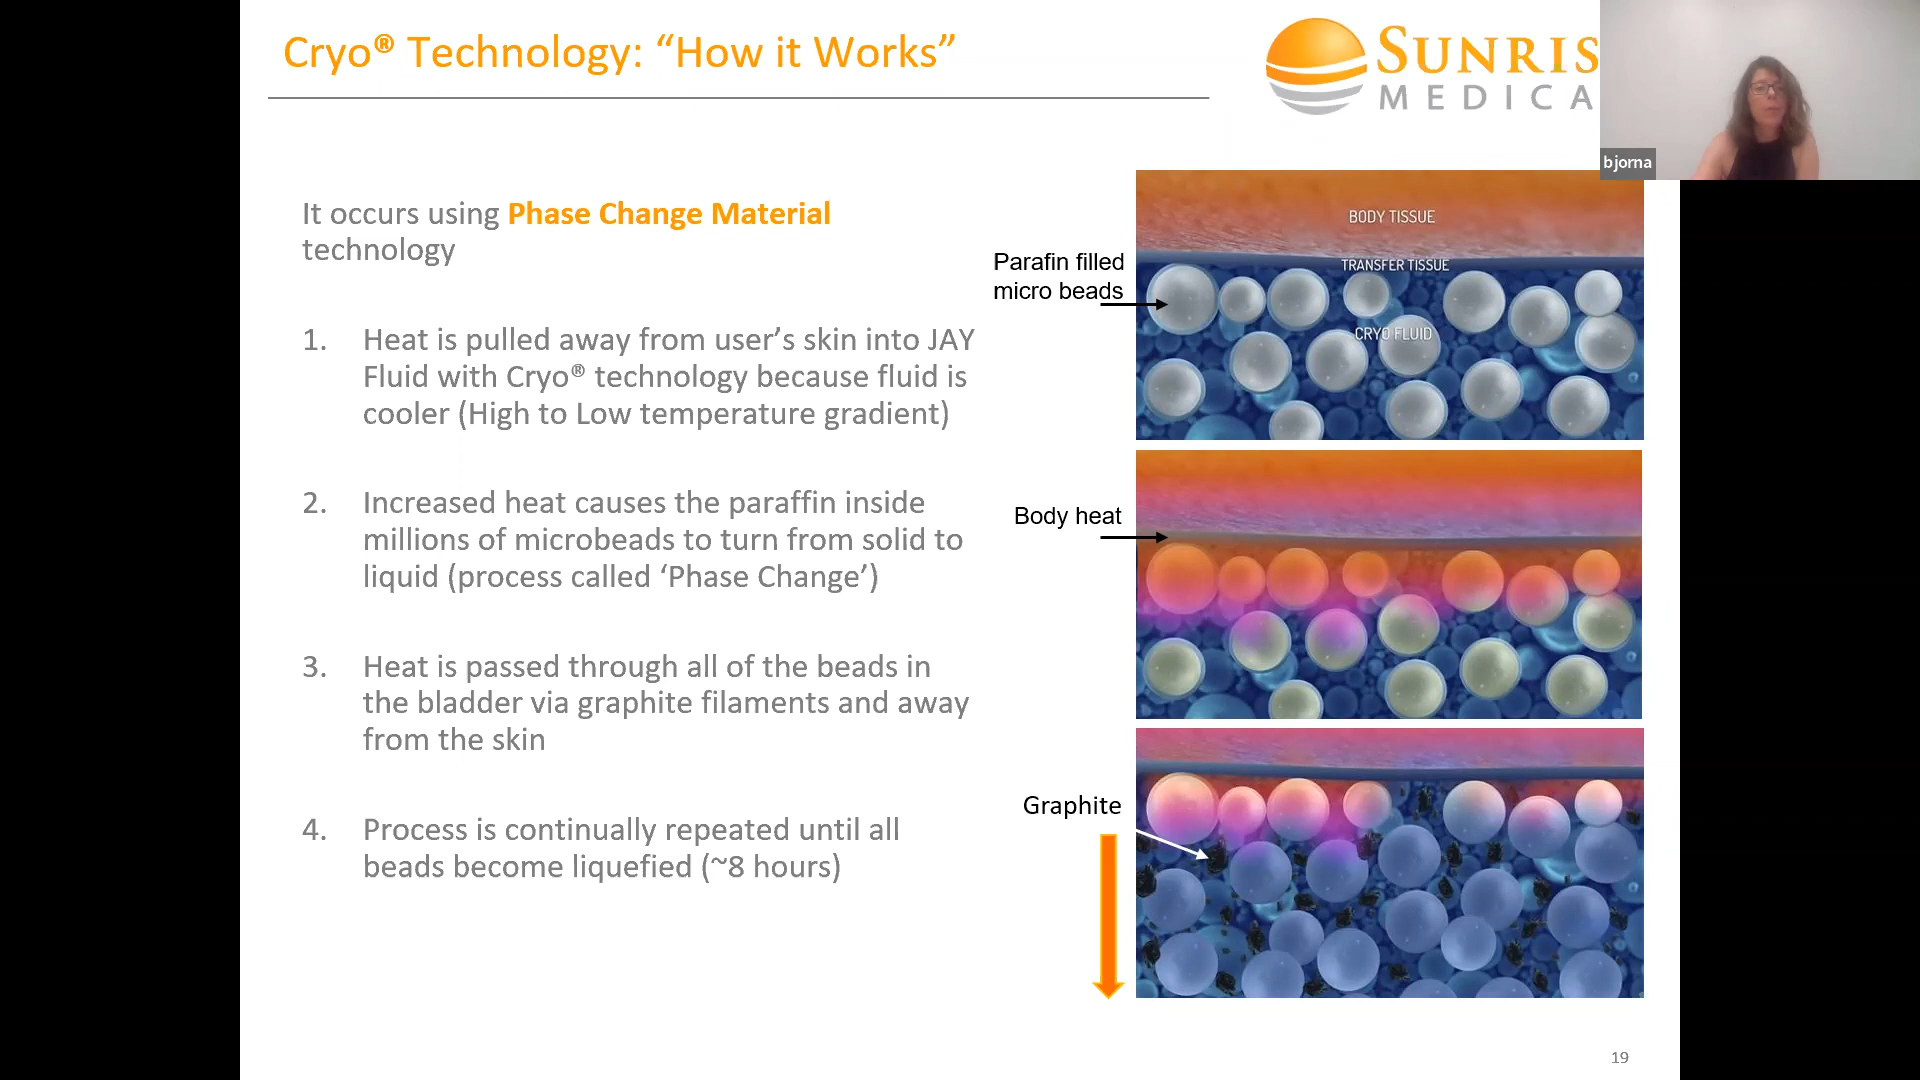 Cryo® Technology: “How it Works”
SUNRIS
MEDICA
bjorna
It occurs using Phase Change Material
technology
1. Heat is pulled away from user’s skin into JAY
Fluid with Cryo® technology because fluid is
cooler (High to Low temperature gradient)
2. Increased heat causes the paraffin inside
millions of microbeads to turn from solid to
liquid (process called ‘Phase Change’)
3. Heat is passed through all of the beads in
the bladder via graphite filaments and away
from the skin
4. Process is continually repeated until all
beads become liquefied (~8 hours)
Parafin filled
micro beads
BODY TISSUE
TRANSFER TISSUE
CRYO FLUID
Body heat
Graphite
19